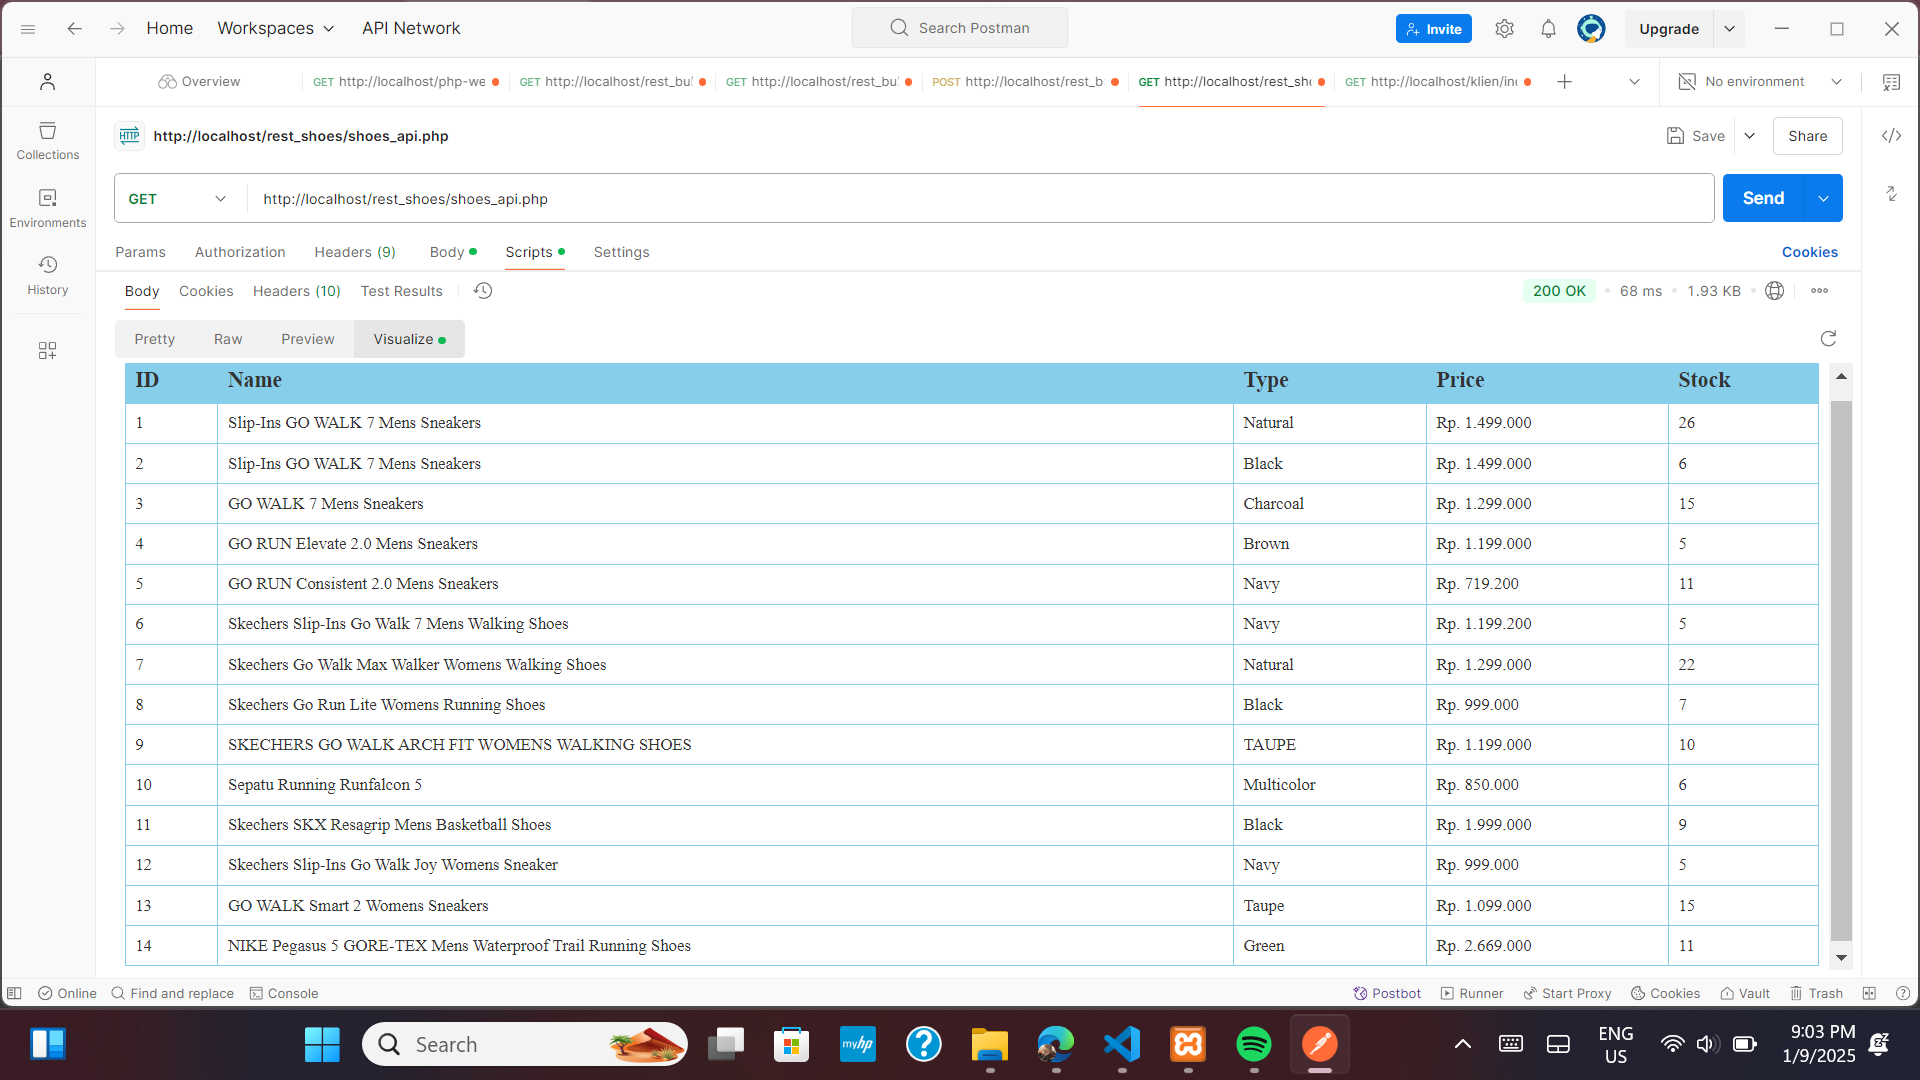 Home Workspaces API Network Search Postman Invite Upgrade
Overview GET http://localhost/php-we GET http://localhost/rest_bu GET http://localhost/rest_bu POST http://localhost/rest_b GET http://localhost/rest_sho GET http://localhost/klien/in No environment
HTTP http://localhost/rest_shoes/shoes_api.php Save Share
Collections
Environments
History
GET http://localhost/rest_shoes/shoes_api.php Send
Params Authorization Headers (9) Body Scripts Settings Cookies
Body Cookies Headers (10) Test Results 200 OK 68 ms 1.93 KB
Pretty Raw Preview Visualize
ID Name Type Price Stock
1 Slip-Ins GO WALK 7 Mens Sneakers Natural Rp. 1.499.000 26
2 Slip-Ins GO WALK 7 Mens Sneakers Black Rp. 1.499.000 6
3 GO WALK 7 Mens Sneakers Charcoal Rp. 1.299.000 15
4 GO RUN Elevate 2.0 Mens Sneakers Brown Rp. 1.199.000 5
5 GO RUN Consistent 2.0 Mens Sneakers Navy Rp. 719.200 11
6 Skechers Slip-Ins Go Walk 7 Mens Walking Shoes Navy Rp. 1.199.200 5
7 Skechers Go Walk Max Walker Womens Walking Shoes Natural Rp. 1.299.000 22
8 Skechers Go Run Lite Womens Running Shoes Black Rp. 999.000 7
9 SKECHERS GO WALK ARCH FIT WOMENS WALKING SHOES TAUPE Rp. 1.199.000 10
10 Sepatu Running Runfalcon 5 Multicolor Rp. 850.000 6
11 Skechers SKX Resagrip Mens Basketball Shoes Black Rp. 1.999.000 9
12 Skechers Slip-Ins Go Walk Joy Womens Sneaker Navy Rp. 999.000 5
13 GO WALK Smart 2 Womens Sneakers Taupe Rp. 1.099.000 15
14 NIKE Pegasus 5 GORE-TEX Mens Waterproof Trail Running Shoes Green Rp. 2.669.000 11
Online Find and replace Console Postbot Runner Start Proxy Cookies Vault Trash
Search myhp ENG US 9:03 PM
1/9/2025